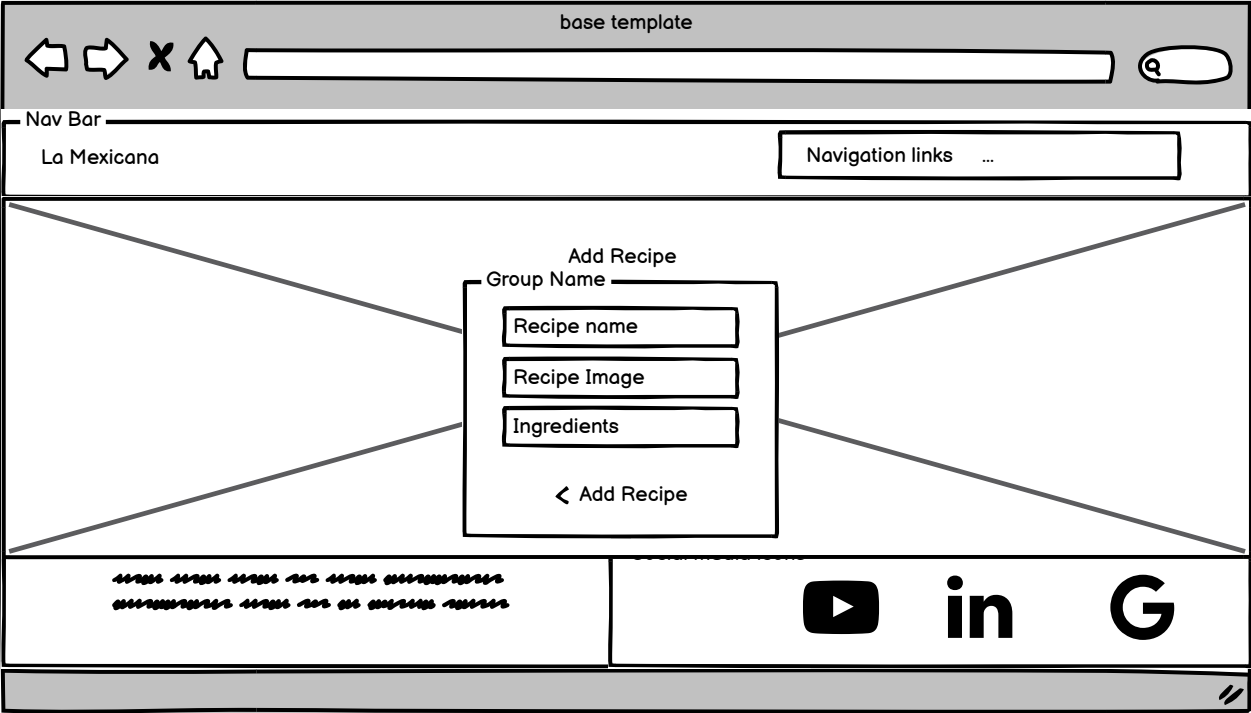 base template
Nav Bar
La Mexicana
Navigation links ...
Add Recipe
Group Name
Recipe name
Recipe Image
Ingredients
Add Recipe
in
G